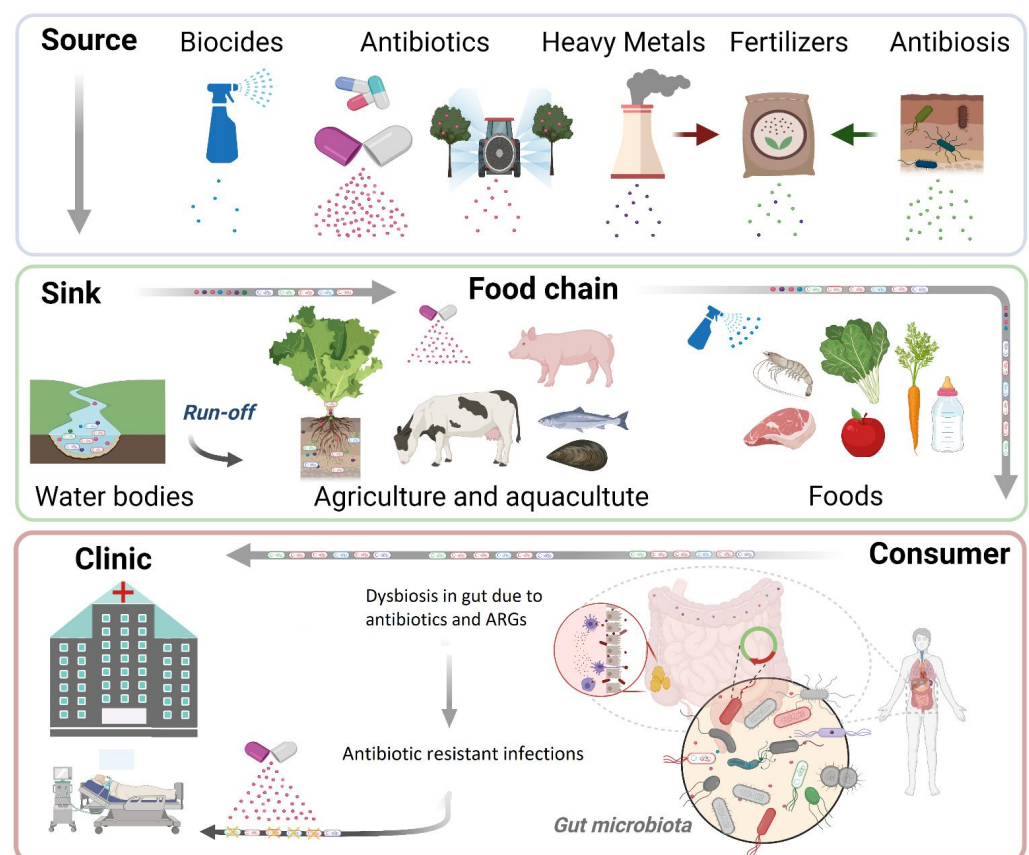 Source
Biocides
Antibiotics
Heavy Metals
Fertilizers
Antibiosis
Sink
Food chain
Run-off
Water bodies
Agriculture and aquacultute
Foods
Clinic
Consumer
Dysbiosis in gut due to
antibiotics and ARGs
Antibiotic resistant infections
Gut microbiota